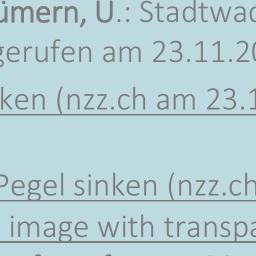 ümern, U.: Stadtwad
gerufen am 23.11.20
ken (nzz.ch am 23.1
Pegel sinken (nzz.ch
image with transpa